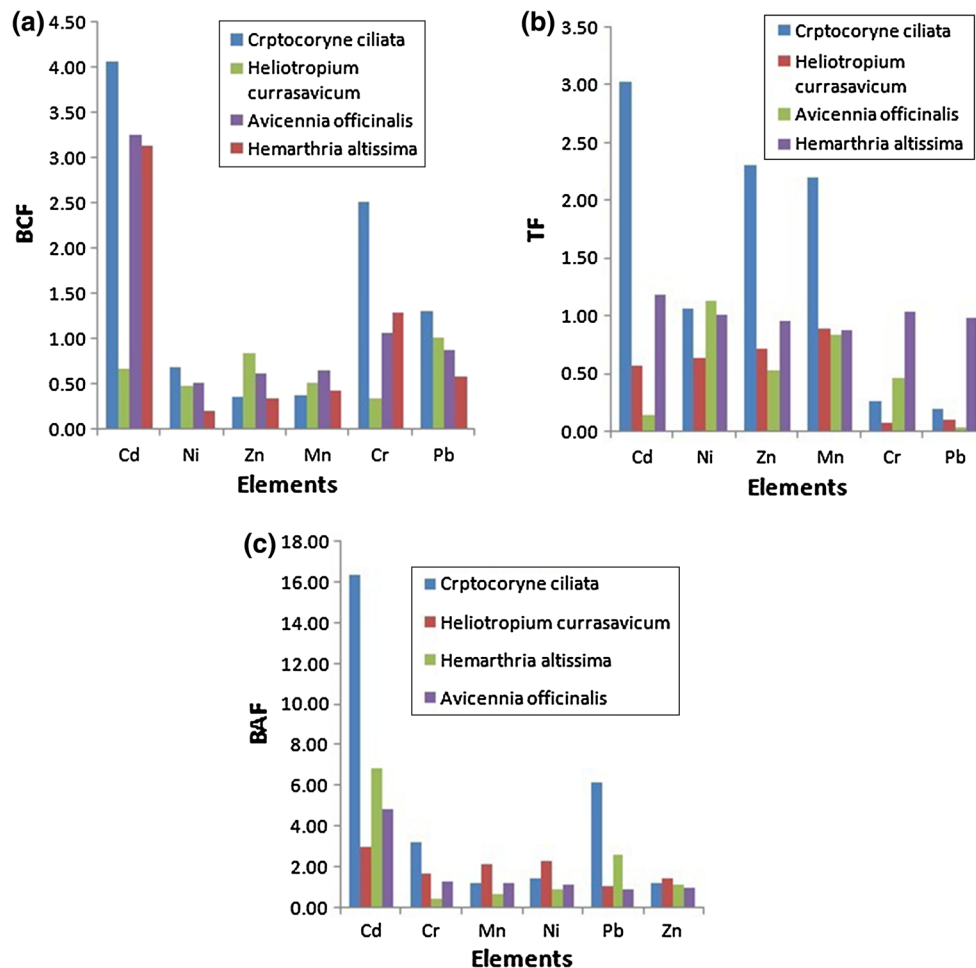 (a)
4.50
4.00
3.50
3.00
2.50
2.00
1.50
1.00
0.50
0.00
BCF
Crptocoryne ciliata
Heliotropium
currasavicum
Avicennia officinalis
Hemarthria altissima
Cd Ni Zn Mn Cr Pb
Elements
(b)
3.50
3.00
2.50
2.00
1.50
1.00
0.50
0.00
TF
Crptocoryne ciliata
Heliotropium
currasavicum
Avicennia officinalis
Hemarthria altissima
Cd Ni Zn Mn Cr Pb
Elements
(c)
18.00
16.00
14.00
12.00
10.00
8.00
6.00
4.00
2.00
0.00
BAF
Crptocoryne ciliata
Heliotropium currasavicum
Hemarthria altissima
Avicennia officinalis
Cd Cr Mn Ni Pb Zn
Elements